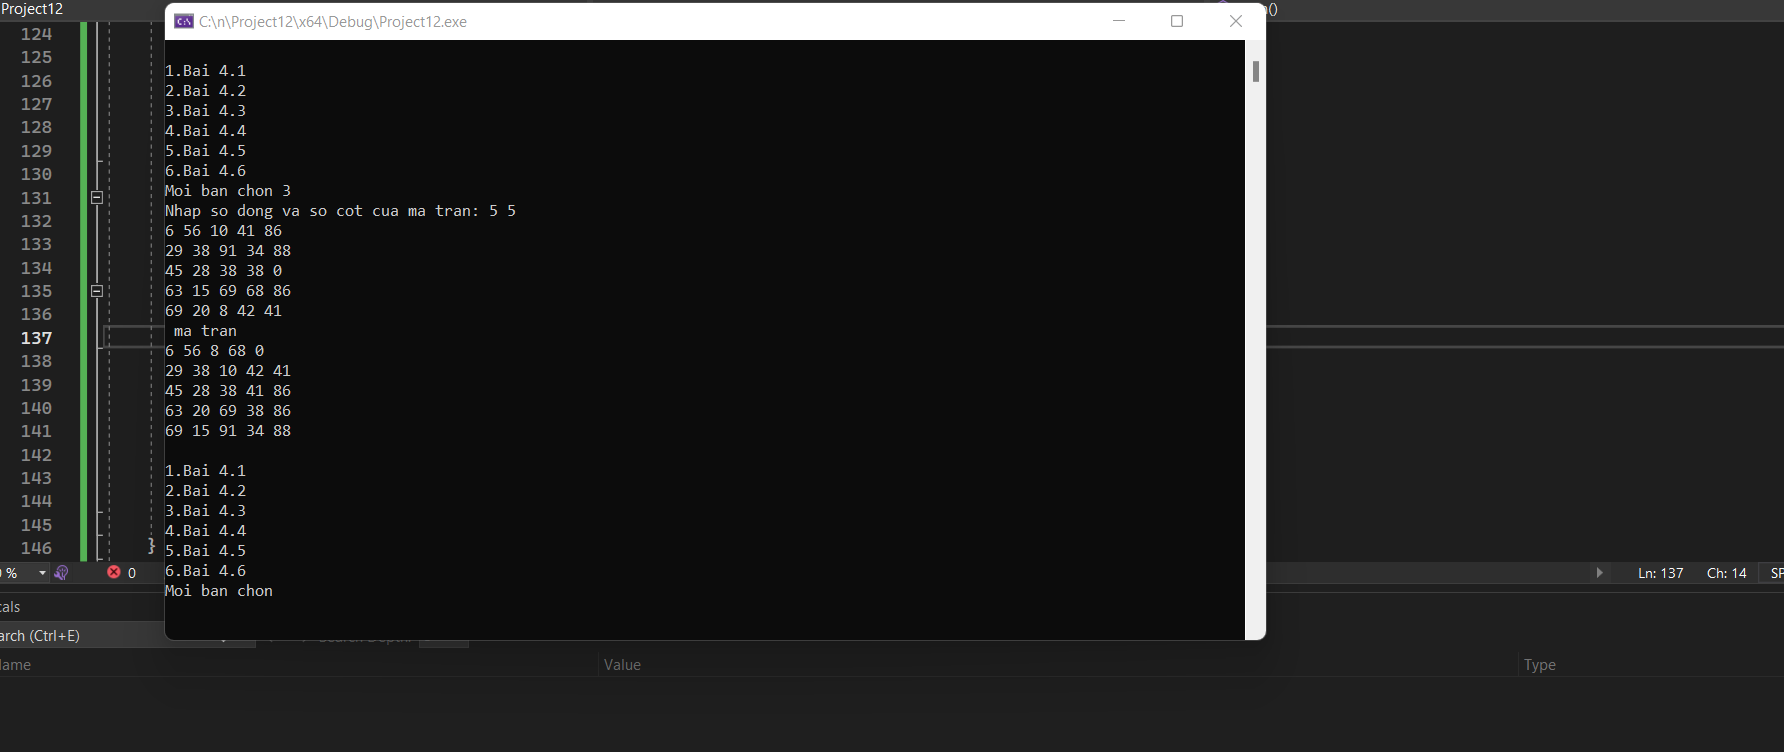 Project12
C:\n\Project12\x64\Debug\Project12.exe
()
124
125
126
127
128
129
130
131
132
133
134
135
136
137
138
139
140
141
142
143
144
145
146 }
1.Bai 4.1
2.Bai 4.2
3.Bai 4.3
4.Bai 4.4
5.Bai 4.5
6.Bai 4.6
Moi ban chon 3
Nhap so dong va so cot cua ma tran: 5 5
6 56 10 41 86
29 38 91 34 88
45 28 38 38 0
63 15 69 68 86
69 20 8 42 41
ma tran
6 56 8 68 0
29 38 10 42 41
45 28 38 41 86
63 20 69 38 86
69 15 91 34 88
1.Bai 4.1
2.Bai 4.2
3.Bai 4.3
4.Bai 4.4
5.Bai 4.5
6.Bai 4.6
Moi ban chon
% 0 Ln: 137 Ch: 14 SP
cals
arch (Ctrl+E)
lame Value Type